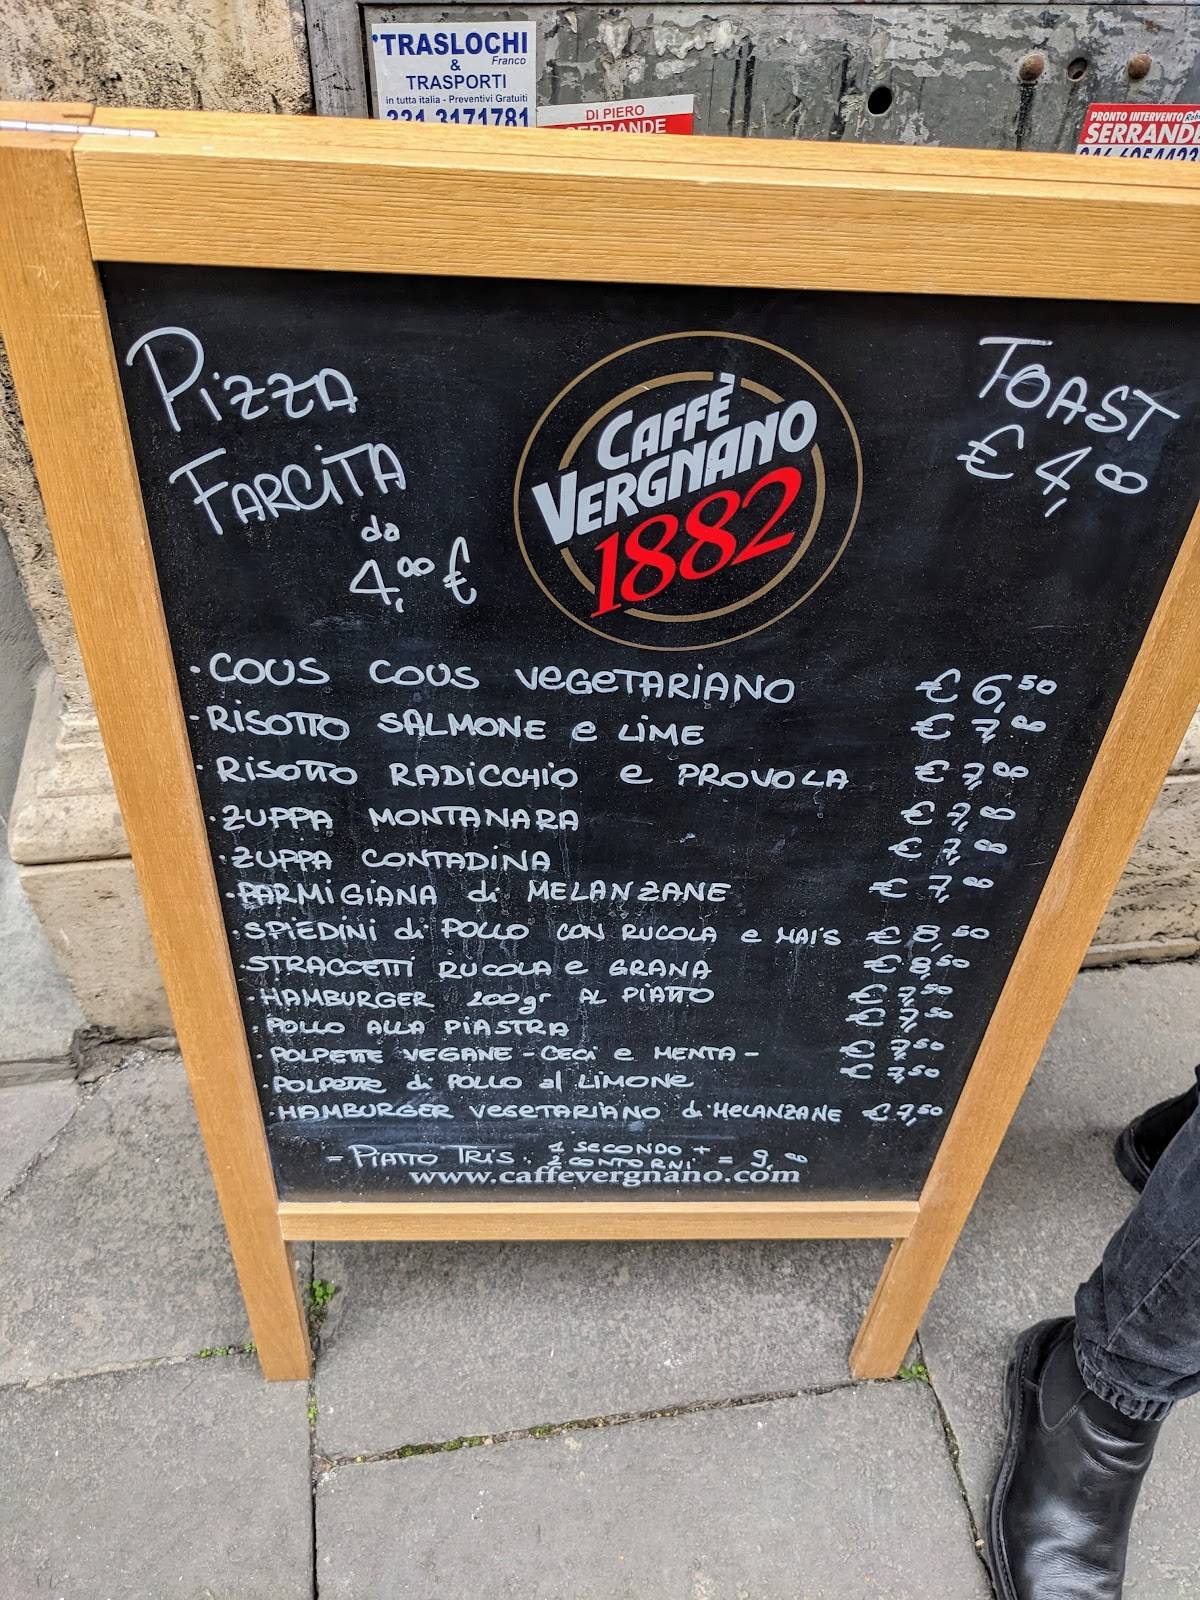 TRASLOCHI
Franco
&
TRASPORTI
in tutta italia - Preventivi Gratuiti
321 3171781
DI PIERO
SERRANDE
PRONTO INTERVENTO
SERRANDE
PIZZA
FARCITA
da
4,00 €
CAFFÈ
VERGNANO
1882
TOAST
€ 4,00
·COUS COUS VEGETARIANO € 6,50
·RISOTTO SALMONE e LIME € 7,00
·RISOTTO RADICCHIO e PROVOLA € 7,00
·ZUPPA MONTANARA € 7,00
·ZUPPA CONTADINA € 7,00
·PARMIGIANA di MELANZANE € 7,00
·SPIEDINI di POLLO CON RUCOLA e MAIS € 8,50
·STRACCETTI RUCOLA e GRANA € 8,50
·HAMBURGER 200gr AL PIATTO € 7,50
·POLLO ALLA PIASTRA € 7,50
·POLPETTE VEGANE - CECI e MENTA - € 7,50
·POLPETTE di POLLO al LIMONE € 7,50
·HAMBURGER VEGETARIANO di MELANZANE € 7,50
= PIATTO TRIS: 1 SECONDO + 2 CONTORNI = 9,00
www.caffevergnano.com